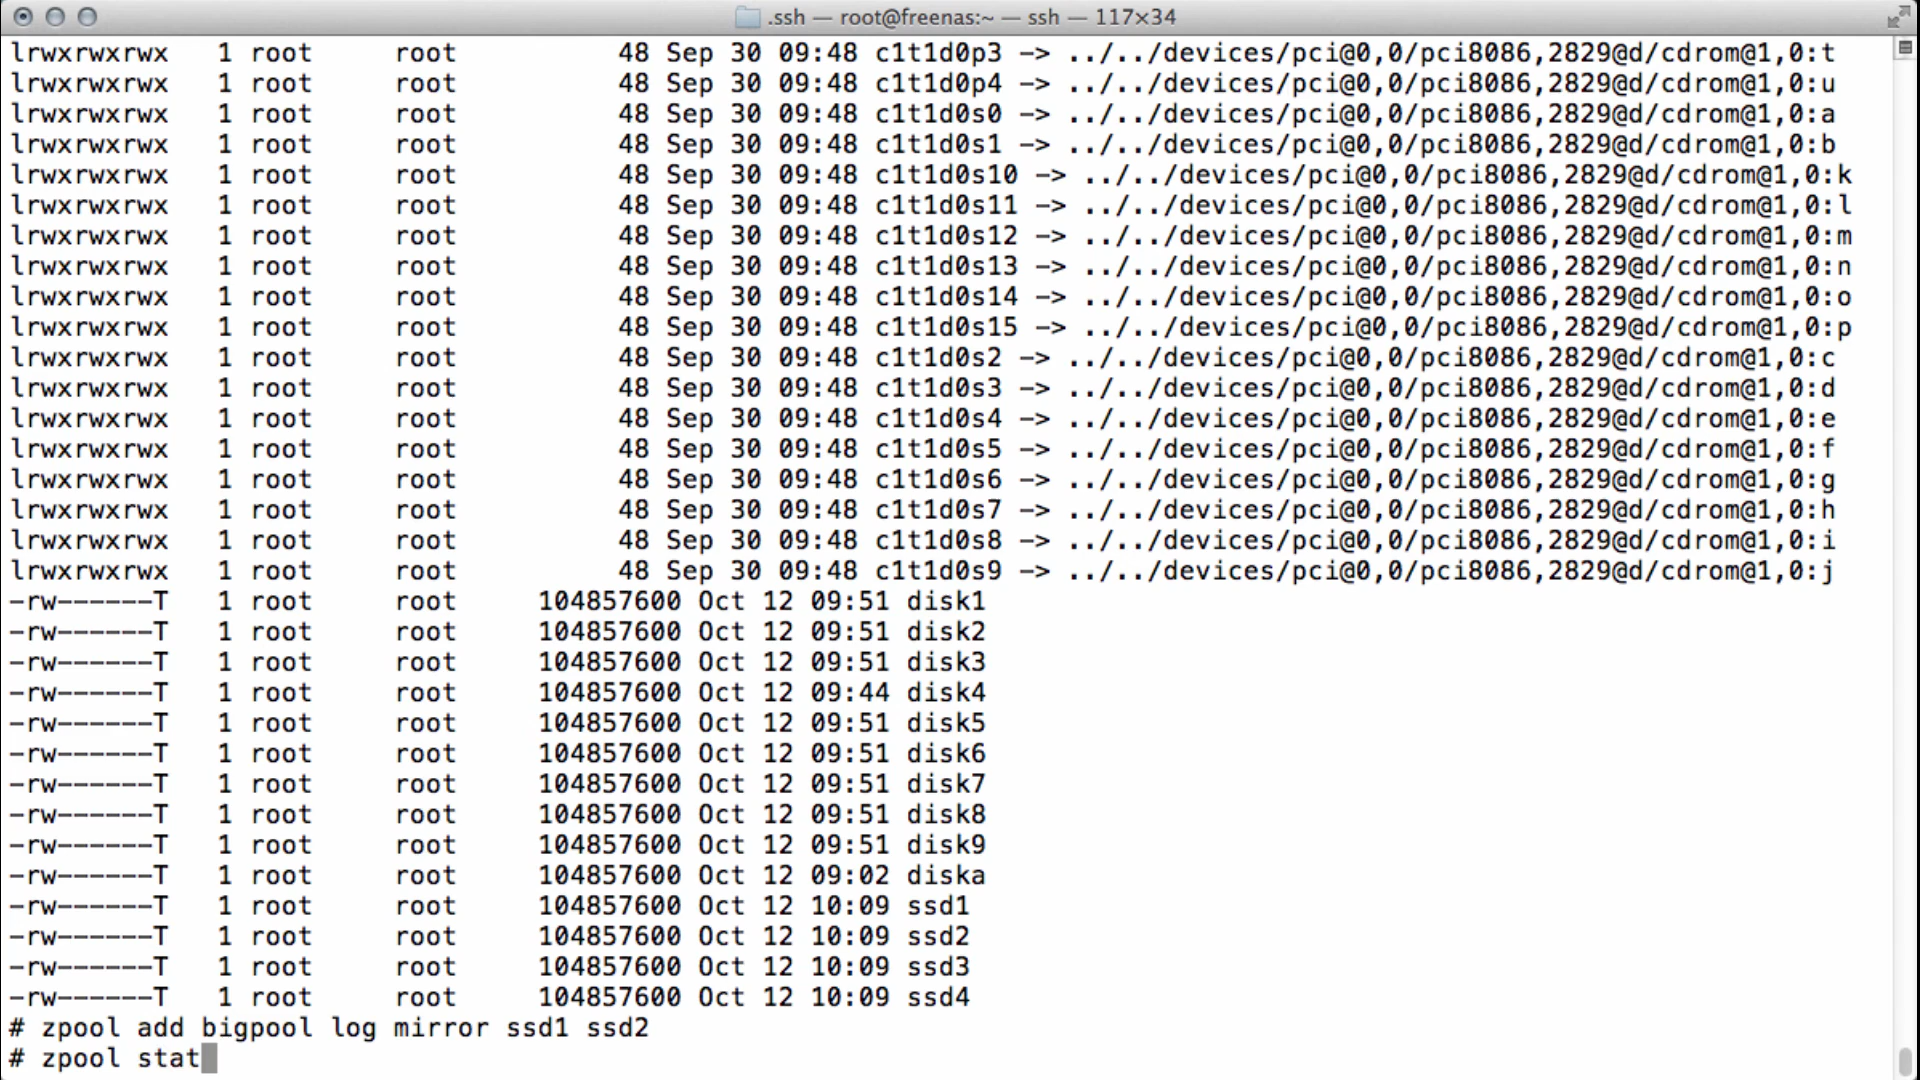 .ssh — root@freenas:~ — ssh — 117×34
lrwxrwxrwx   1 root     root          48 Sep 30 09:48 c1t1d0p3 -> ../../devices/pci@0,0/pci8086,2829@d/cdrom@1,0:t
lrwxrwxrwx   1 root     root          48 Sep 30 09:48 c1t1d0p4 -> ../../devices/pci@0,0/pci8086,2829@d/cdrom@1,0:u
lrwxrwxrwx   1 root     root          48 Sep 30 09:48 c1t1d0s0 -> ../../devices/pci@0,0/pci8086,2829@d/cdrom@1,0:a
lrwxrwxrwx   1 root     root          48 Sep 30 09:48 c1t1d0s1 -> ../../devices/pci@0,0/pci8086,2829@d/cdrom@1,0:b
lrwxrwxrwx   1 root     root          48 Sep 30 09:48 c1t1d0s10 -> ../../devices/pci@0,0/pci8086,2829@d/cdrom@1,0:k
lrwxrwxrwx   1 root     root          48 Sep 30 09:48 c1t1d0s11 -> ../../devices/pci@0,0/pci8086,2829@d/cdrom@1,0:l
lrwxrwxrwx   1 root     root          48 Sep 30 09:48 c1t1d0s12 -> ../../devices/pci@0,0/pci8086,2829@d/cdrom@1,0:m
lrwxrwxrwx   1 root     root          48 Sep 30 09:48 c1t1d0s13 -> ../../devices/pci@0,0/pci8086,2829@d/cdrom@1,0:n
lrwxrwxrwx   1 root     root          48 Sep 30 09:48 c1t1d0s14 -> ../../devices/pci@0,0/pci8086,2829@d/cdrom@1,0:o
lrwxrwxrwx   1 root     root          48 Sep 30 09:48 c1t1d0s15 -> ../../devices/pci@0,0/pci8086,2829@d/cdrom@1,0:p
lrwxrwxrwx   1 root     root          48 Sep 30 09:48 c1t1d0s2 -> ../../devices/pci@0,0/pci8086,2829@d/cdrom@1,0:c
lrwxrwxrwx   1 root     root          48 Sep 30 09:48 c1t1d0s3 -> ../../devices/pci@0,0/pci8086,2829@d/cdrom@1,0:d
lrwxrwxrwx   1 root     root          48 Sep 30 09:48 c1t1d0s4 -> ../../devices/pci@0,0/pci8086,2829@d/cdrom@1,0:e
lrwxrwxrwx   1 root     root          48 Sep 30 09:48 c1t1d0s5 -> ../../devices/pci@0,0/pci8086,2829@d/cdrom@1,0:f
lrwxrwxrwx   1 root     root          48 Sep 30 09:48 c1t1d0s6 -> ../../devices/pci@0,0/pci8086,2829@d/cdrom@1,0:g
lrwxrwxrwx   1 root     root          48 Sep 30 09:48 c1t1d0s7 -> ../../devices/pci@0,0/pci8086,2829@d/cdrom@1,0:h
lrwxrwxrwx   1 root     root          48 Sep 30 09:48 c1t1d0s8 -> ../../devices/pci@0,0/pci8086,2829@d/cdrom@1,0:i
lrwxrwxrwx   1 root     root          48 Sep 30 09:48 c1t1d0s9 -> ../../devices/pci@0,0/pci8086,2829@d/cdrom@1,0:j
-rw------T   1 root     root     104857600 Oct 12 09:51 disk1
-rw------T   1 root     root     104857600 Oct 12 09:51 disk2
-rw------T   1 root     root     104857600 Oct 12 09:51 disk3
-rw------T   1 root     root     104857600 Oct 12 09:44 disk4
-rw------T   1 root     root     104857600 Oct 12 09:51 disk5
-rw------T   1 root     root     104857600 Oct 12 09:51 disk6
-rw------T   1 root     root     104857600 Oct 12 09:51 disk7
-rw------T   1 root     root     104857600 Oct 12 09:51 disk8
-rw------T   1 root     root     104857600 Oct 12 09:51 disk9
-rw------T   1 root     root     104857600 Oct 12 09:02 diska
-rw------T   1 root     root     104857600 Oct 12 10:09 ssd1
-rw------T   1 root     root     104857600 Oct 12 10:09 ssd2
-rw------T   1 root     root     104857600 Oct 12 10:09 ssd3
-rw------T   1 root     root     104857600 Oct 12 10:09 ssd4
# zpool add bigpool log mirror ssd1 ssd2
# zpool stat